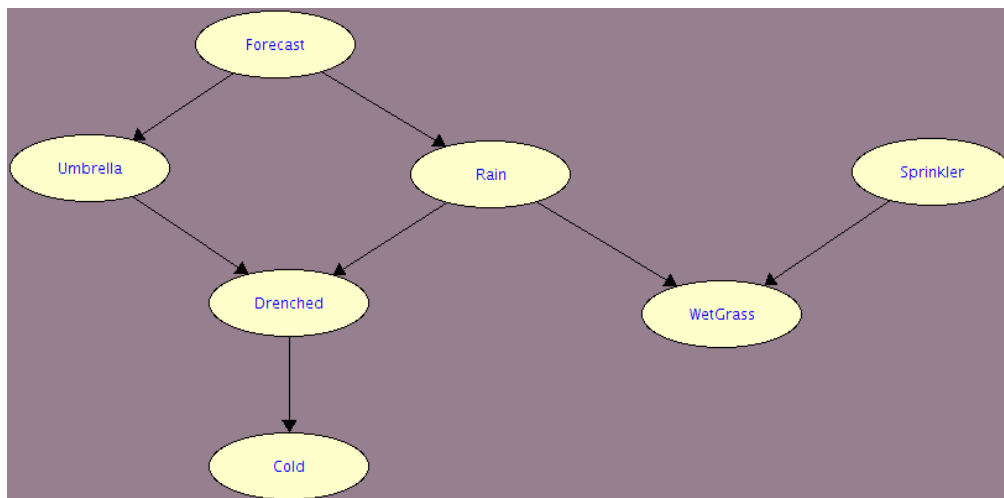 Forecast
Umbrella
Rain
Sprinkler
Drenched
WetGrass
Cold